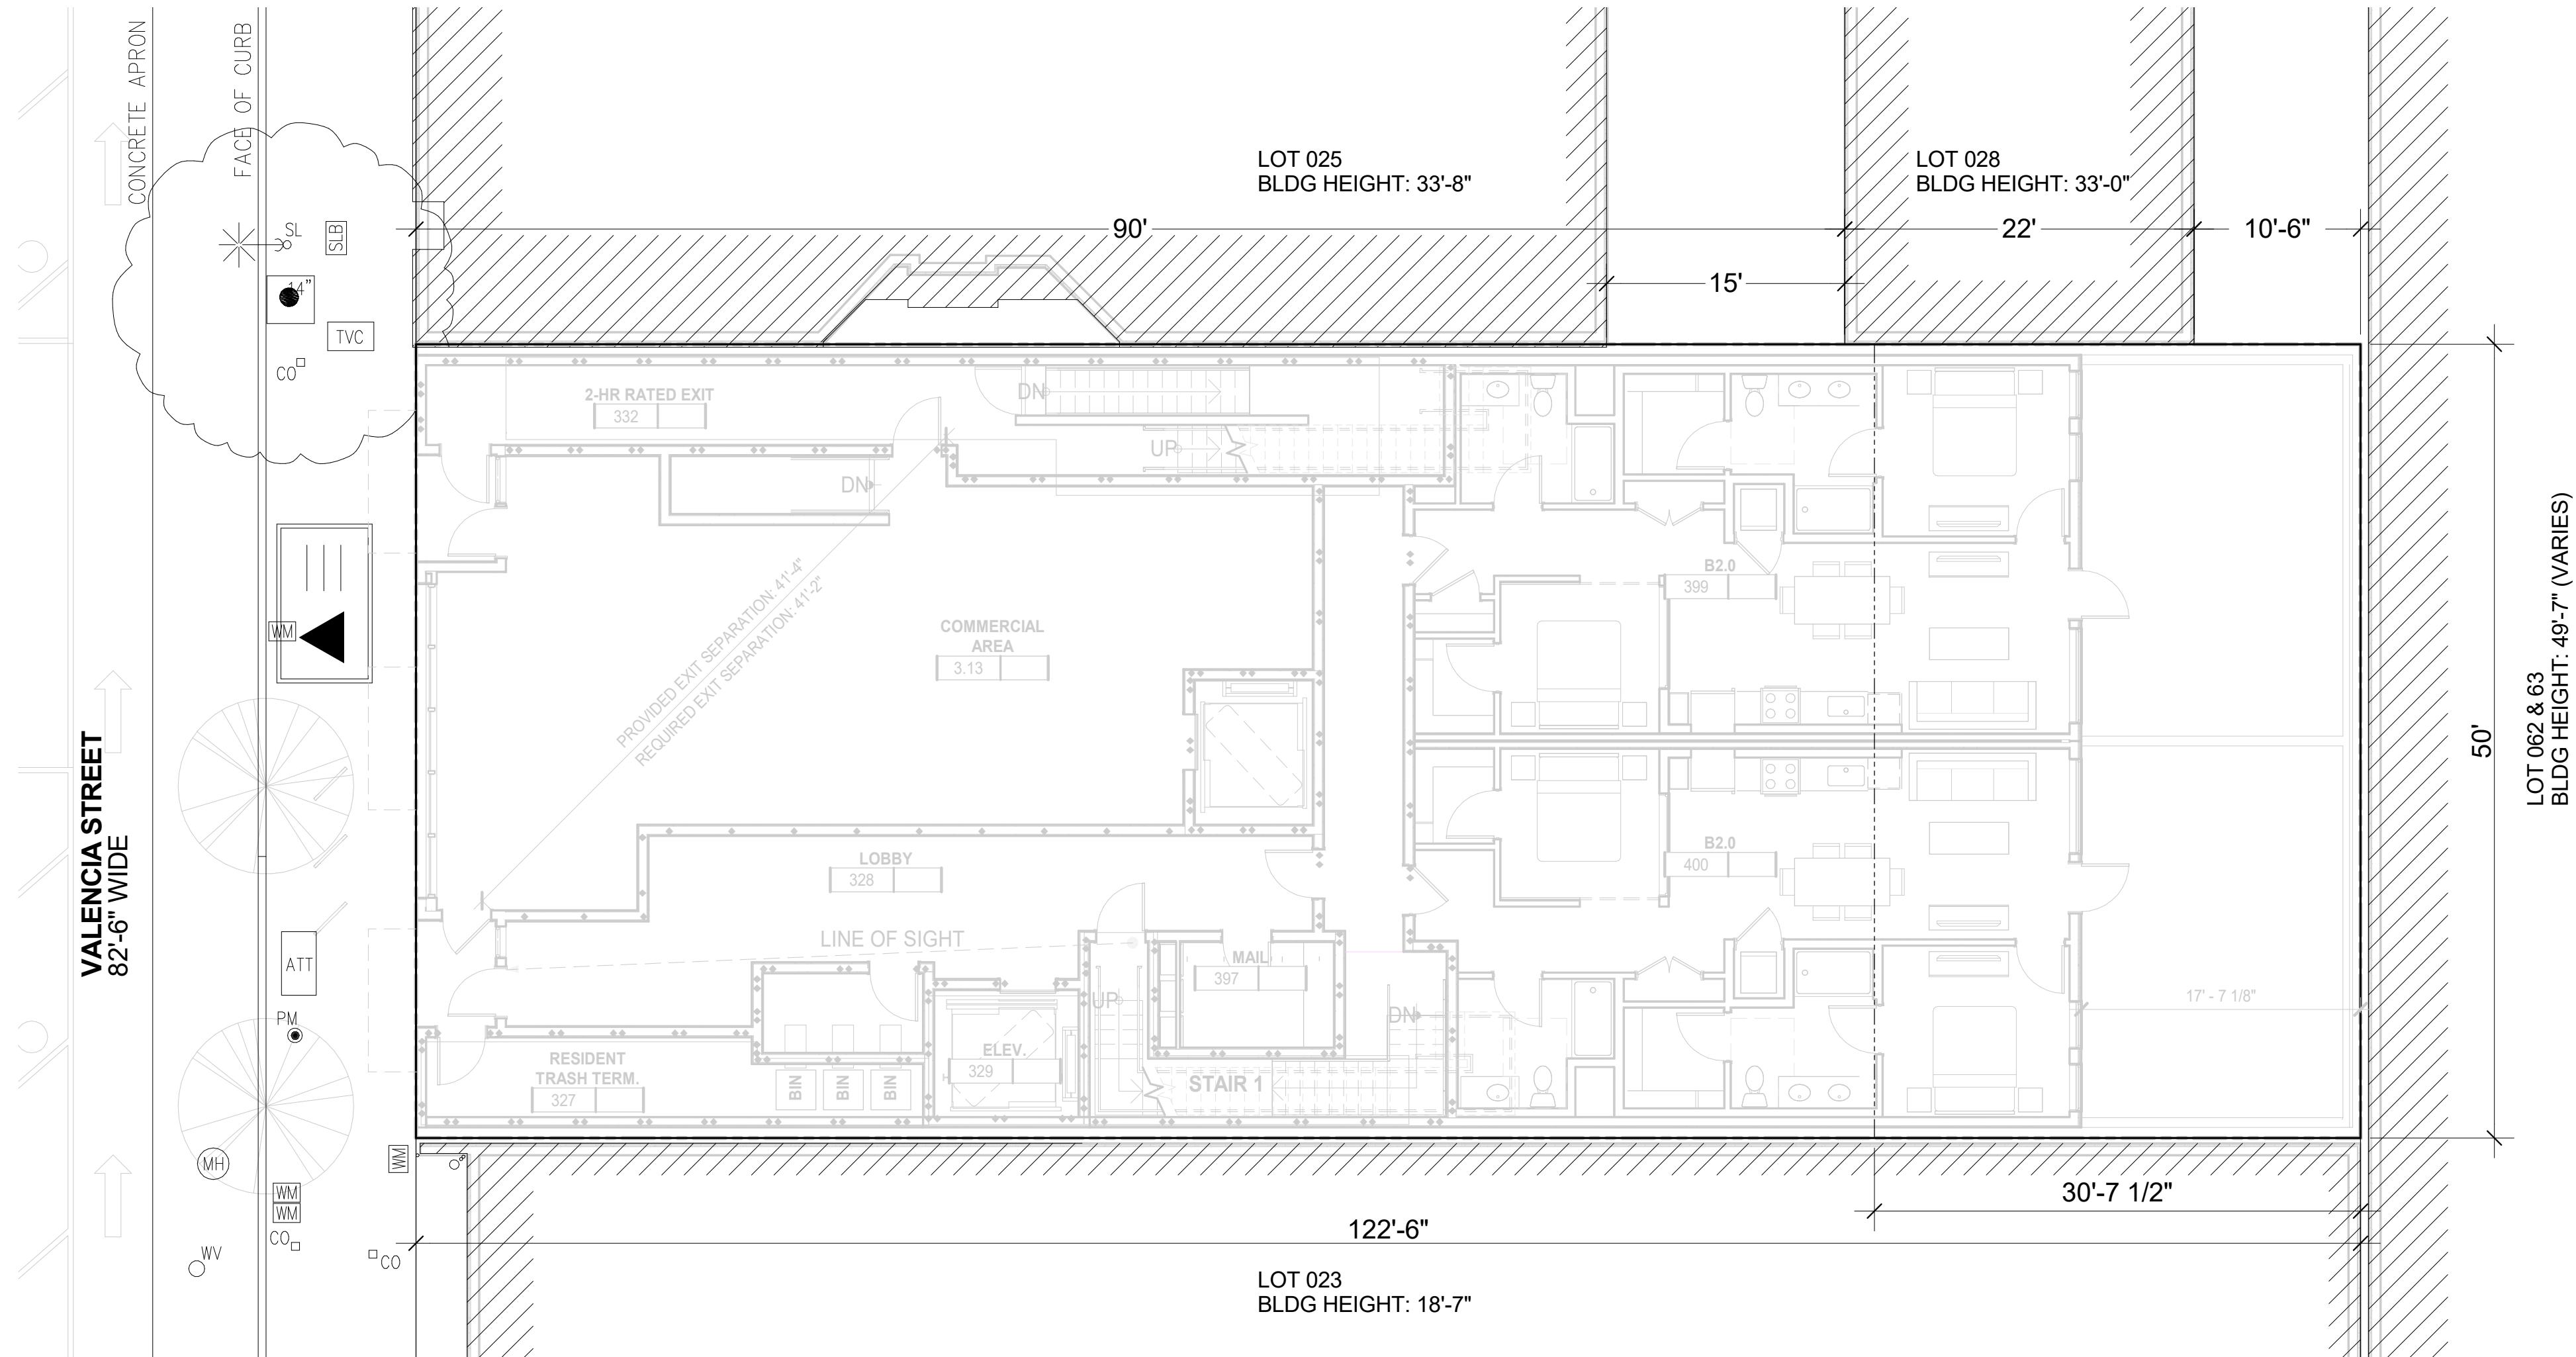 CONCRETE APRON
FACE OF CURB
LOT 025
BLDG HEIGHT: 33'-8"
LOT 028
BLDG HEIGHT: 33'-0"
90'
22'
10'-6"
15'
SL
SLB
14"
TVC
CO
2-HR RATED EXIT
332
DN
UP
DN
PROVIDED EXIT SEPARATION: 41'-4"
REQUIRED EXIT SEPARATION: 41'-2"
COMMERCIAL
AREA
3.13
B2.0
399
WM
LOT 062 & 63
BLDG HEIGHT: 49'-7" (VARIES)
50'
VALENCIA STREET
82'-6" WIDE
LOBBY
328
B2.0
400
LINE OF SIGHT
MAIL
397
ATT
UP
DN
17' - 7 1/8"
PM
RESIDENT
TRASH TERM.
327
BIN
BIN
BIN
ELEV.
329
STAIR 1
MH
WM
WM
WM
CO
WV
CO
30'-7 1/2"
122'-6"
LOT 023
BLDG HEIGHT: 18'-7"